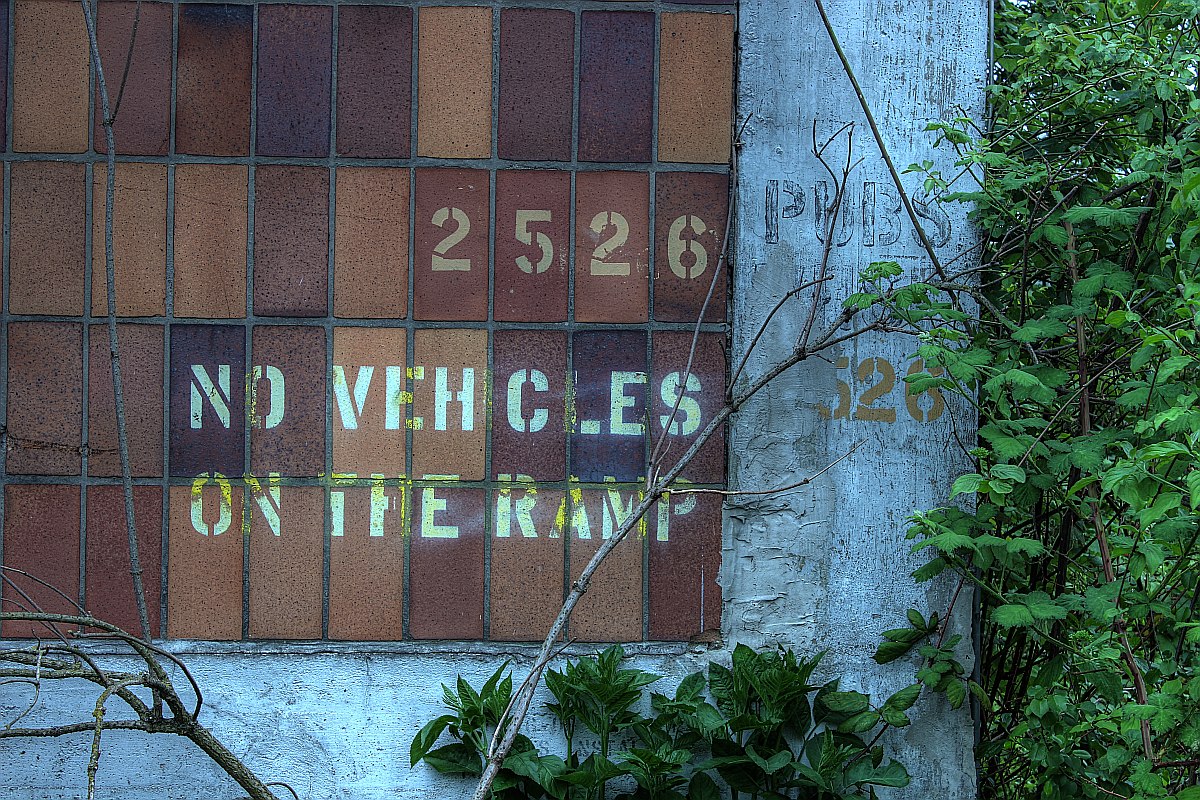 2526
NO VEHICLES
ON THE RAMP
PUBS
526